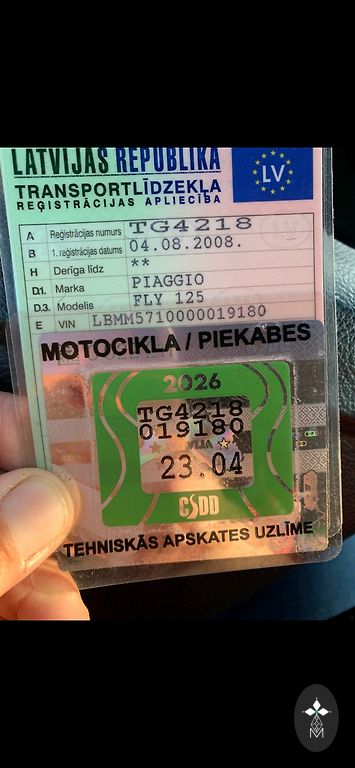 LATVIJAS REPUBLIKA
LV
TRANSPORTLĪDZEKĻA
REĢISTRĀCIJAS APLIECĪBA
A Reģistrācijas numurs TG4218
B 1. reģistrācijas datums 04.08.2008.
H Derīga līdz **
D.1. Marka PIAGGIO
D.3. Modelis FLY 125
E VIN LBMM5710000019180
MOTOCIKLA / PIEKABES
2026
TG4218
019180
23.04
CSDD
TEHNISKĀS APSKATES UZLĪME
M